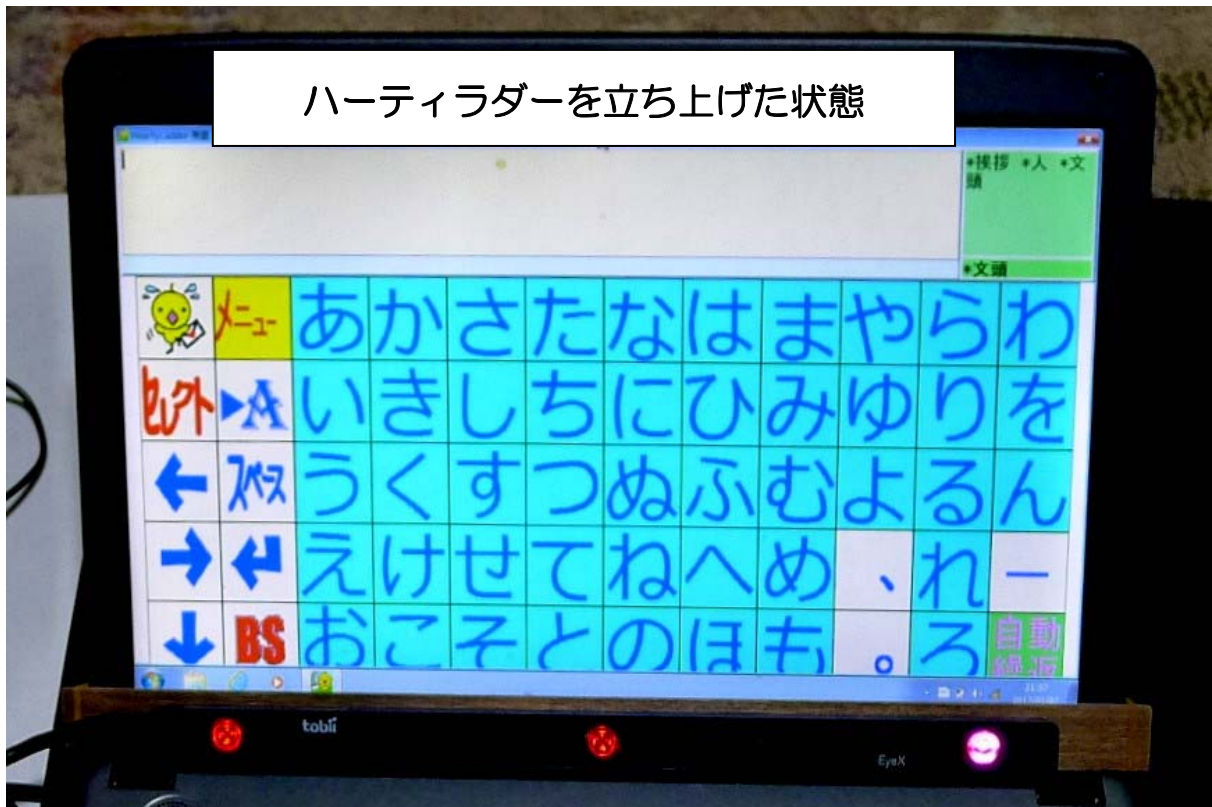 ハーティラダーを立ち上げた状態
*挨拶 *人 *文
頭
*文頭
メニュー あ か さ た な は ま や ら わ
セレクト ▶A い き し ち に ひ み ゆ り を
← スペース う く す つ ぬ ふ む よ る ん
→ ↵ え け せ て ね へ め 、 れ ー
↓ BS お こ そ と の ほ も 。 ろ 自動
tobii
EyeX